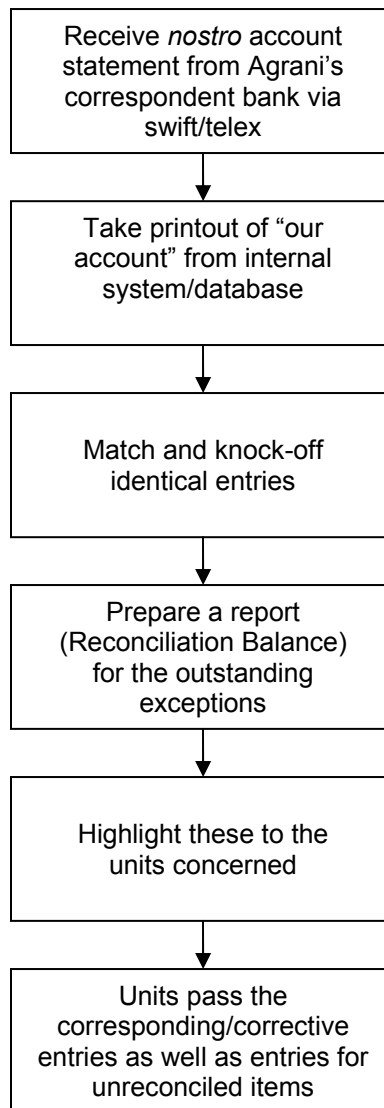 Receive nostro account
statement from Agrani’s
correspondent bank via
swift/telex
Take printout of “our
account” from internal
system/database
Match and knock-off
identical entries
Prepare a report
(Reconciliation Balance)
for the outstanding
exceptions
Highlight these to the
units concerned
Units pass the
corresponding/corrective
entries as well as entries for
unreconciled items